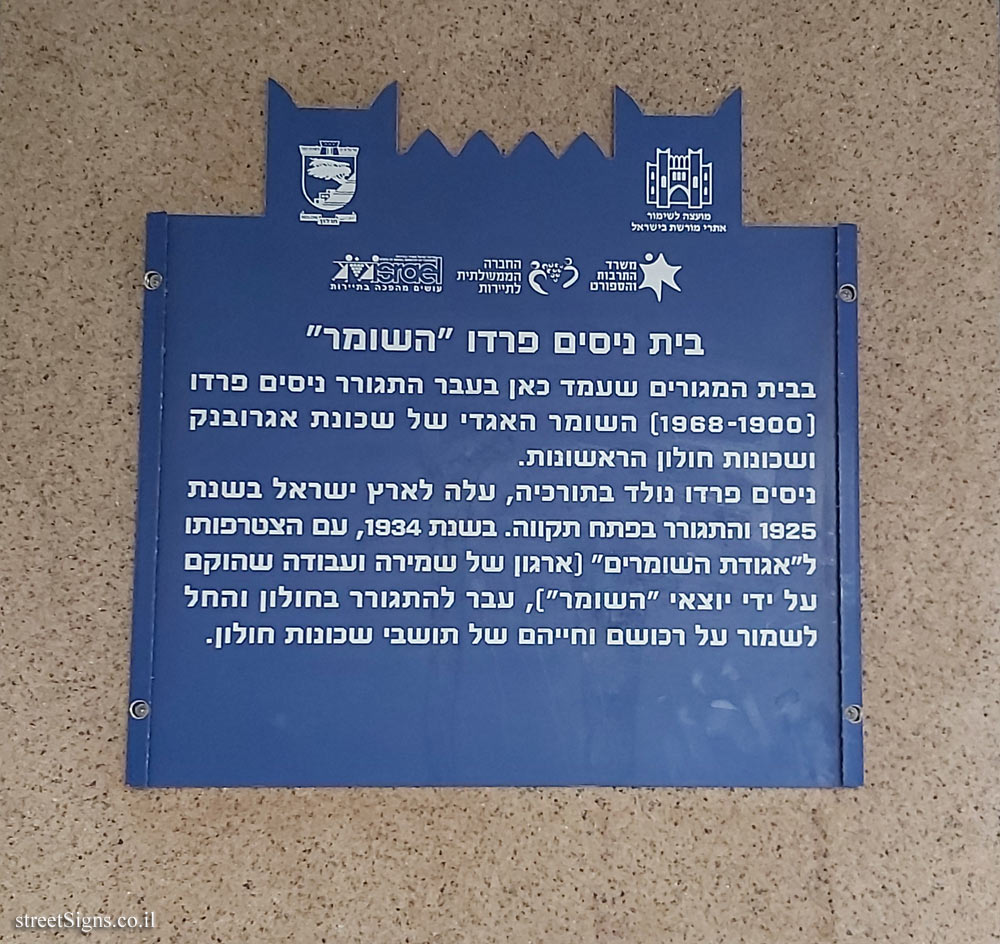 חולון
מועצה לשימור
אתרי מורשת בישראל
משרד
התרבות
והספורט
החברה
הממשלתית
לתיירות
israel
עושים מהפכה בתיירות
בית ניסים פרדו "השומר"
בבית המגורים שעמד כאן בעבר התגורר ניסים פרדו
(1968-1900) השומר האגדי של שכונת אגרובנק
ושכונות חולון הראשונות.
ניסים פרדו נולד בתורכיה, עלה לארץ ישראל בשנת
1925 והתגורר בפתח תקווה. בשנת 1934, עם הצטרפותו
ל"אגודת השומרים" (ארגון של שמירה ועבודה שהוקם
על ידי יוצאי "השומר"), עבר להתגורר בחולון והחל
לשמור על רכושם וחייהם של תושבי שכונות חולון.
streetSigns.co.il